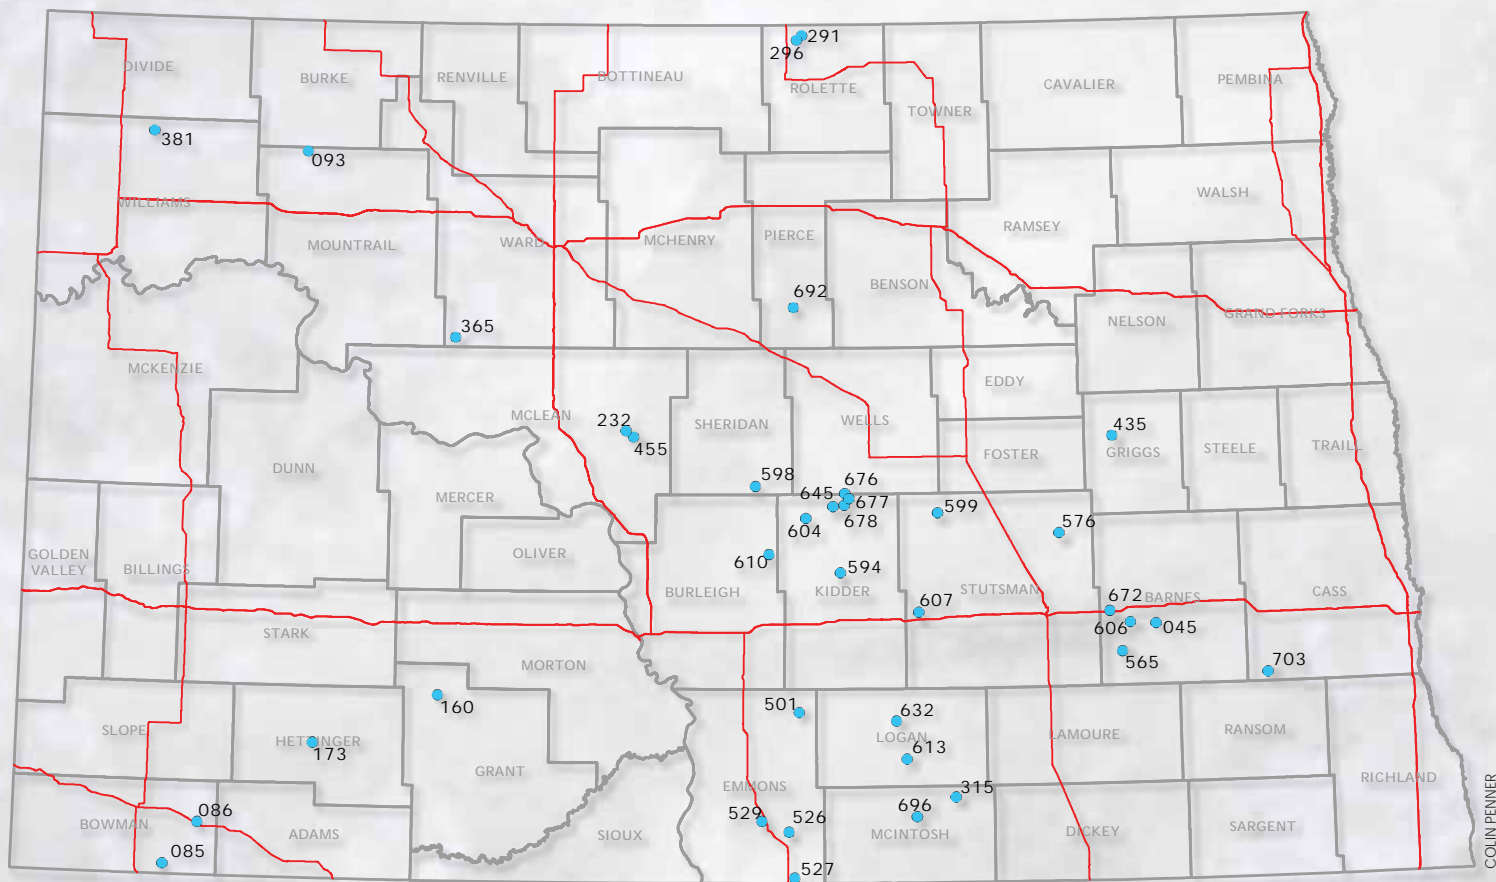 291
296
DIVIDE
BURKE
RENVILLE
BOTTINEAU
ROLETTE
TOWNER
CAVALIER
PEMBINA
381
093
WILLIAMS
MOUNTRAIL
WARD
MCHENRY
PIERCE
RAMSEY
WALSH
692
BENSON
365
NELSON
GRAND FORKS
MCKENZIE
EDDY
MCLEAN
232
455
SHERIDAN
WELLS
435
GRIGGS
STEELE
TRAILL
FOSTER
DUNN
MERCER
598
676
645
677
678
604
599
576
GOLDEN
VALLEY
BILLINGS
OLIVER
610
594
BURLEIGH
KIDDER
STUTSMAN
607
672
BARNES
CASS
606
045
565
STARK
MORTON
703
160
501
632
LOGAN
613
LAMOURE
RANSOM
SLOPE
HETTINGER
173
GRANT
EMMONS
315
RICHLAND
086
BOWMAN
ADAMS
SIOUX
529
526
696
MCINTOSH
DICKEY
SARGENT
085
527
COLIN PENNER